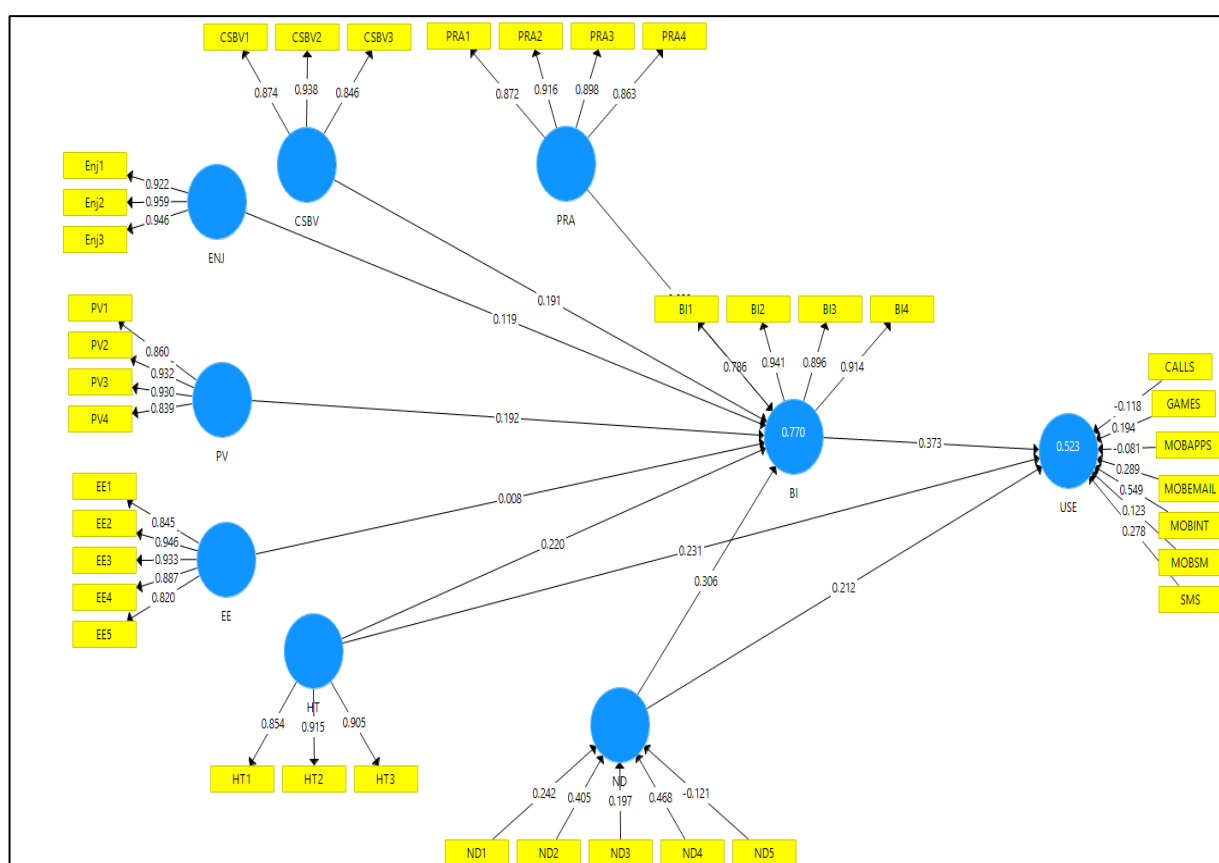 CSBV1 CSBV2 CSBV3 PRA1 PRA2 PRA3 PRA4
0.874 0.938 0.846 0.872 0.916 0.898 0.863
CSBV
PRA
Enj1
Enj2
Enj3
0.922
0.959
0.946
ENJ
0.191
0.119
PV1
PV2
PV3
PV4
0.860
0.932
0.930
0.839
PV
0.192
BI1 BI2 BI3 BI4
0.786 0.941 0.896 0.914
0.770
BI
0.373
0.523
USE
CALLS
GAMES
MOBAPPS
MOBEMAIL
MOBINT
MOBSM
SMS
-0.118
0.194
-0.081
0.289
0.549
0.123
0.278
EE1
EE2
EE3
EE4
EE5
0.845
0.946
0.933
0.887
0.820
EE
0.008
0.220
0.231
0.306
0.212
HT
0.854 0.915 0.905
HT1 HT2 HT3
ND
0.242 0.405 0.197 0.468 -0.121
ND1 ND2 ND3 ND4 ND5